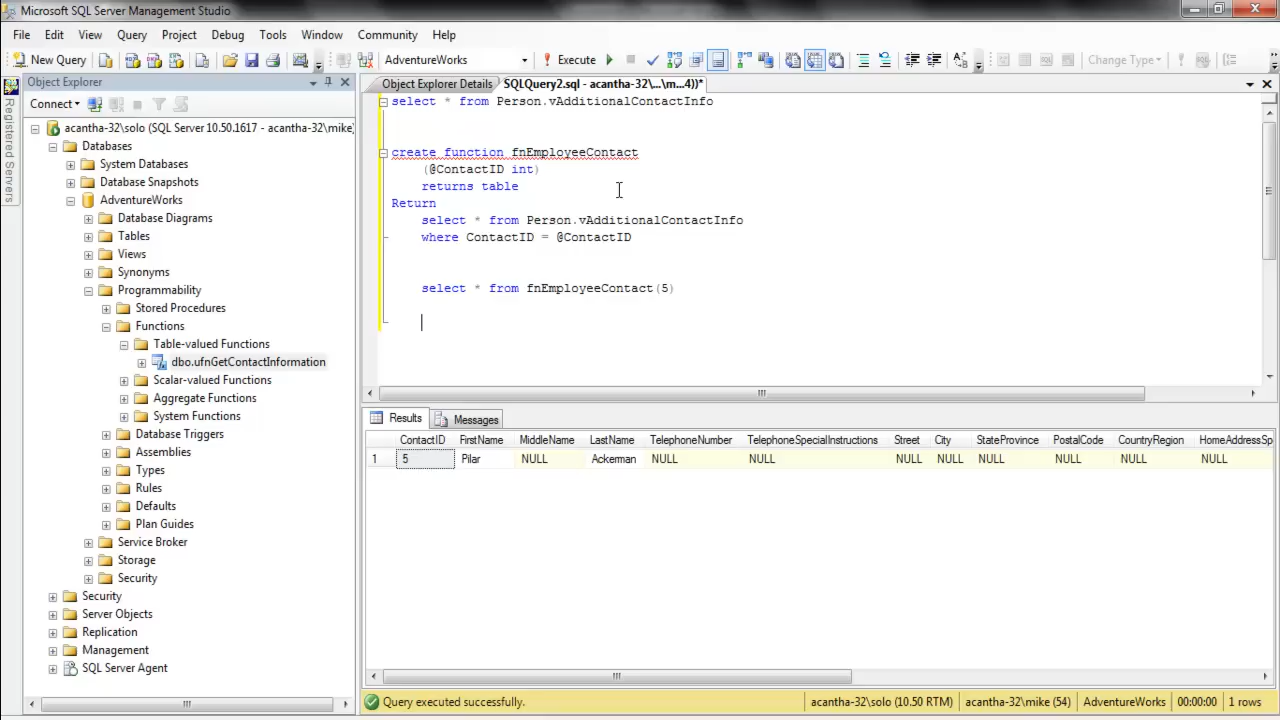 Microsoft SQL Server Management Studio
File Edit View Query Project Debug Tools Window Community Help
New Query AdventureWorks Execute Change Type
Object Explorer
Object Explorer Details SQLQuery2.sql - acantha-32\...\m...4))*
Registered Servers
Connect
acantha-32\solo (SQL Server 10.50.1617 - acantha-32\mike)
Databases
System Databases
Database Snapshots
AdventureWorks
Database Diagrams
Tables
Views
Synonyms
Programmability
Stored Procedures
Functions
Table-valued Functions
dbo.ufnGetContactInformation
Scalar-valued Functions
Aggregate Functions
System Functions
Database Triggers
Assemblies
Types
Rules
Defaults
Plan Guides
Service Broker
Storage
Security
Security
Server Objects
Replication
Management
SQL Server Agent
select * from Person.vAdditionalContactInfo
create function fnEmployeeContact
(@ContactID int)
returns table
Return
select * from Person.vAdditionalContactInfo
where ContactID = @ContactID
select * from fnEmployeeContact(5)
Results Messages
ContactID FirstName MiddleName LastName TelephoneNumber TelephoneSpecialInstructions Street City StateProvince PostalCode CountryRegion HomeAddressSp
1 5 Pilar NULL Ackerman NULL NULL NULL NULL NULL NULL NULL NULL
Query executed successfully. acantha-32\solo (10.50 RTM) acantha-32\mike (54) AdventureWorks 00:00:00 1 rows